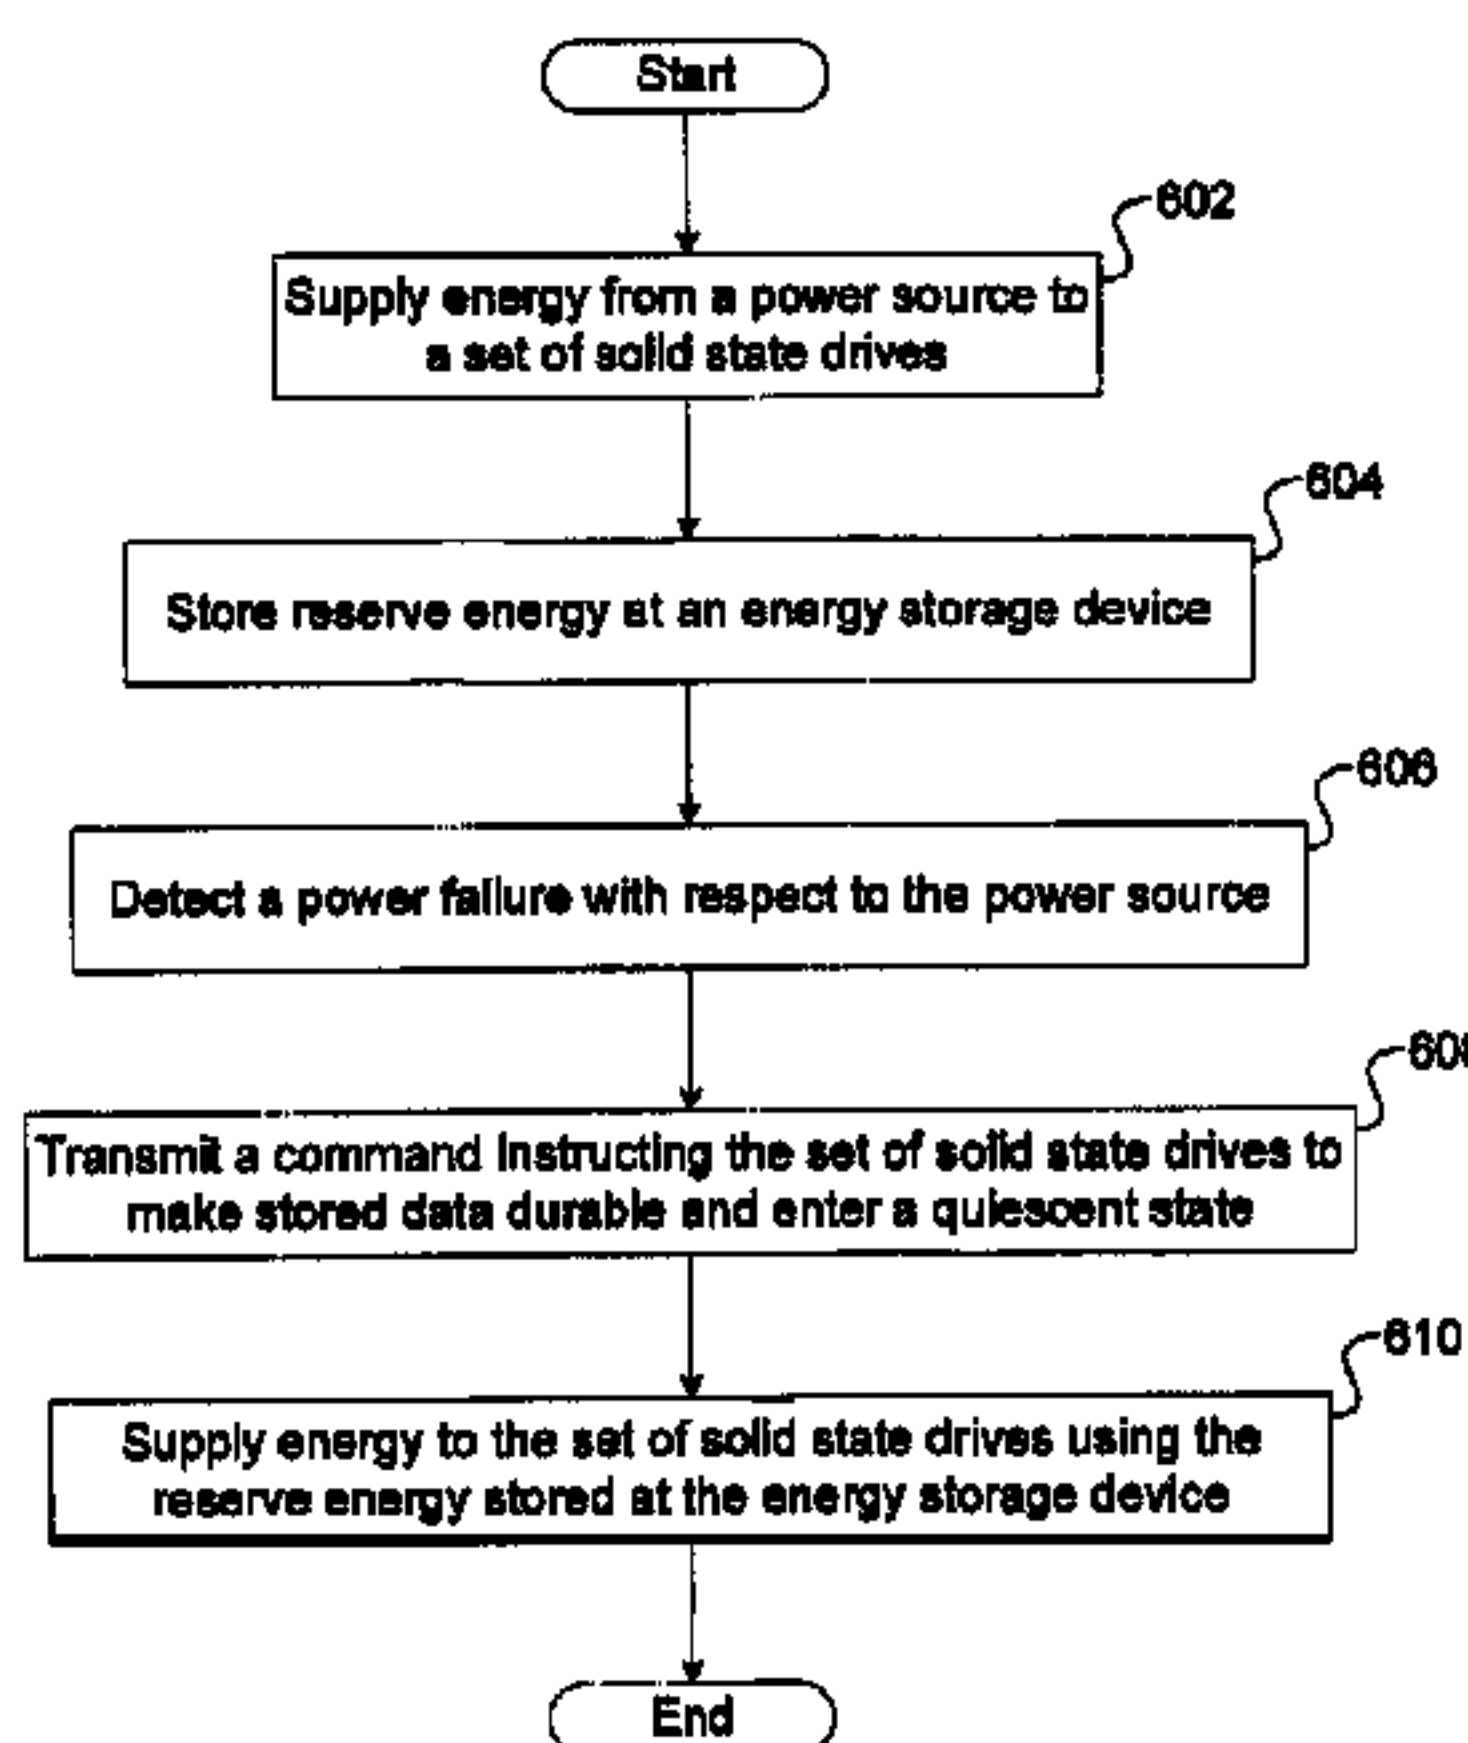 Start
602
Supply energy from a power source to
a set of solid state drives
604
Store reserve energy at an energy storage device
606
Detect a power failure with respect to the power source
Transmit a command instructing the set of solid state drives to
make stored data durable and enter a quiescent state
610
Supply energy to the set of solid state drives using the
reserve energy stored at the energy storage device
End